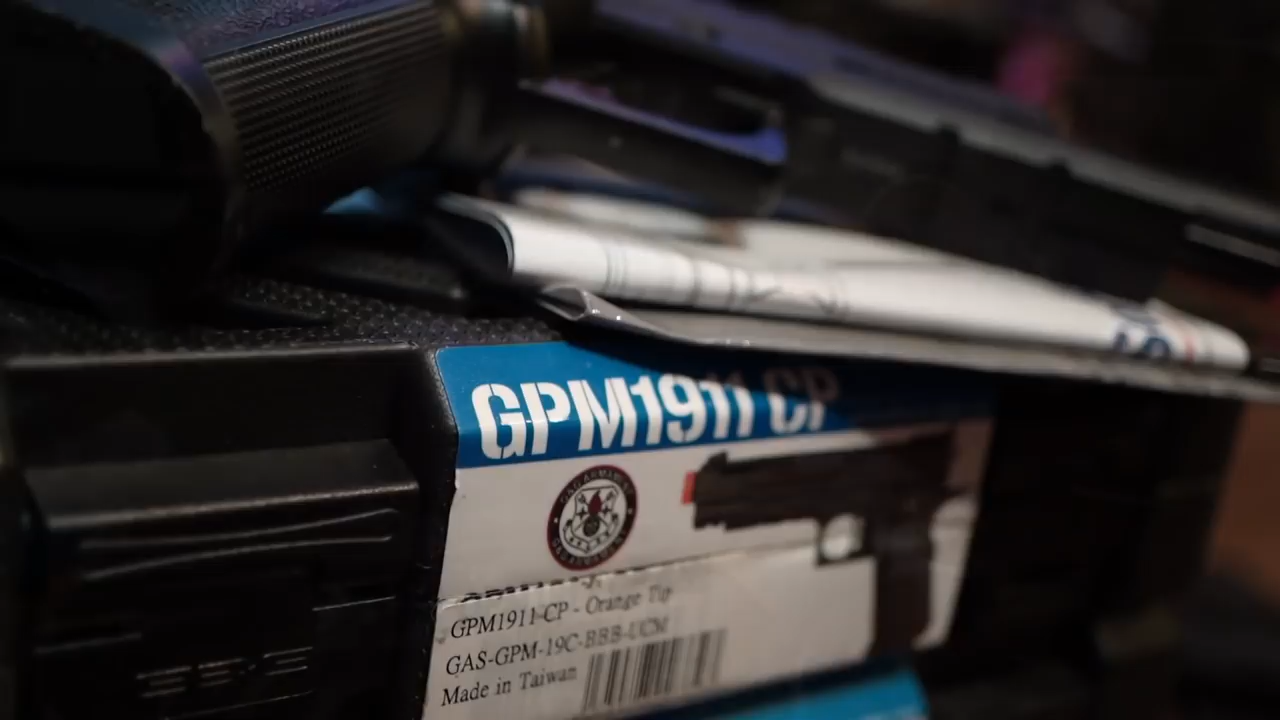 GPM1911 CP
GPM1911 CP - Orange Tip
GAS-GPM-19C-BBB-UCM
Made in Taiwan